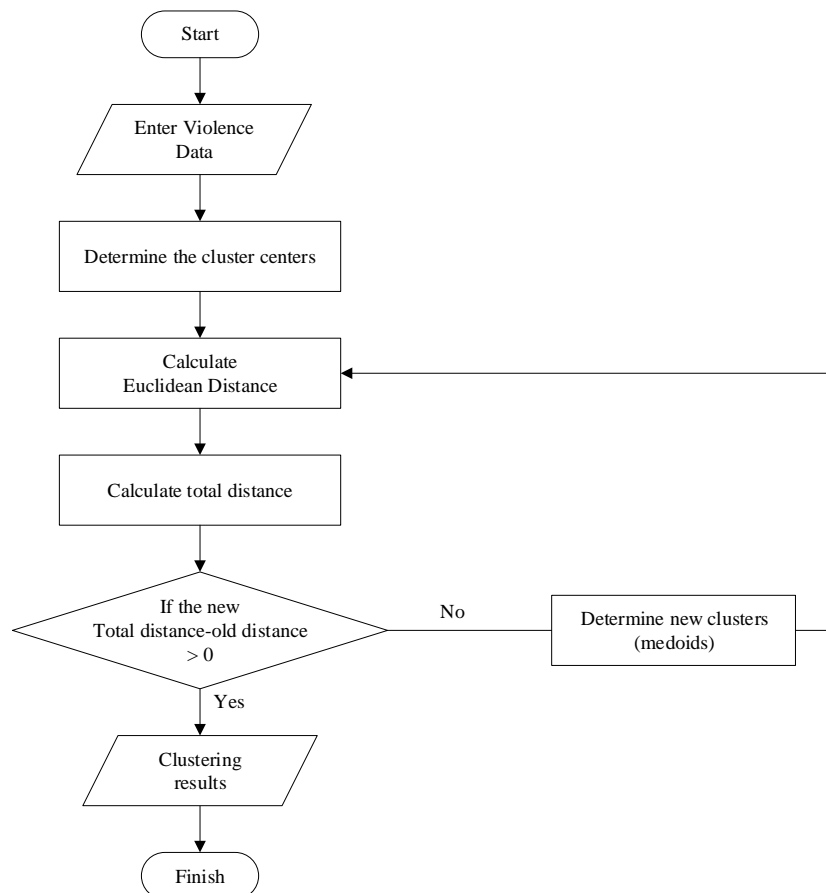 Start
Enter Violence
Data
Determine the cluster centers
Calculate
Euclidean Distance
Calculate total distance
If the new
Total distance-old distance
> 0
No
Determine new clusters
(medoids)
Yes
Clustering
results
Finish